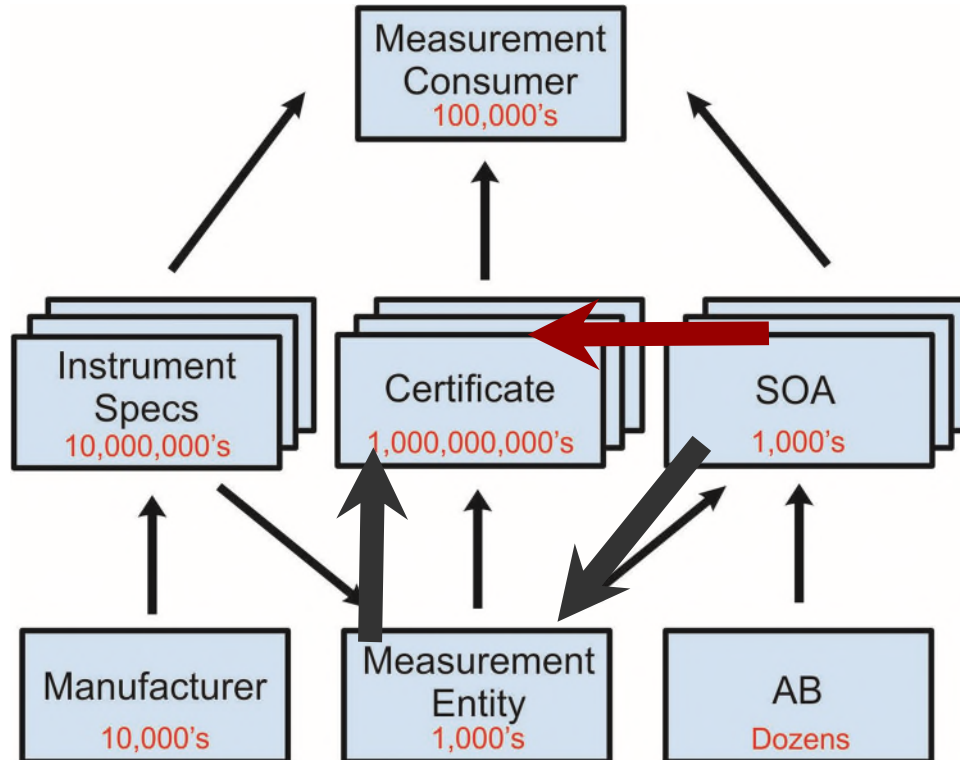 Measurement
Consumer
100,000's
Instrument
Specs
10,000,000's
Certificate
1,000,000,000's
SOA
1,000's
Manufacturer
10,000's
Measurement
Entity
1,000's
AB
Dozens